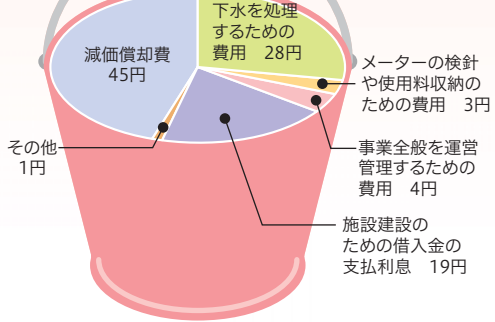 下水を処理
するための
費用 28円
減価償却費
45円
メーターの検針
や使用料収納の
ための費用 3円
その他
1円
事業全般を運営
管理するための
費用 4円
施設建設の
ための借入金の
支払利息 19円